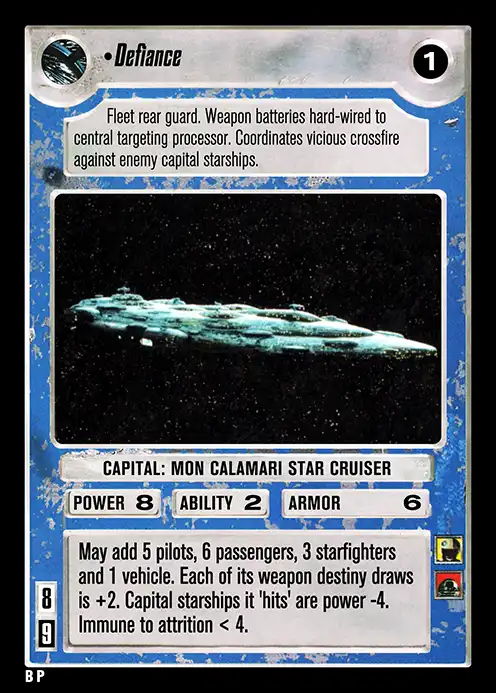 •Defiance
1
Fleet rear guard. Weapon batteries hard-wired to
central targeting processor. Coordinates vicious crossfire
against enemy capital starships.
CAPITAL: MON CALAMARI STAR CRUISER
POWER 8 ABILITY 2 ARMOR 6
May add 5 pilots, 6 passengers, 3 starfighters
and 1 vehicle. Each of its weapon destiny draws
is +2. Capital starships it 'hits' are power -4.
Immune to attrition < 4.
8
9
B P